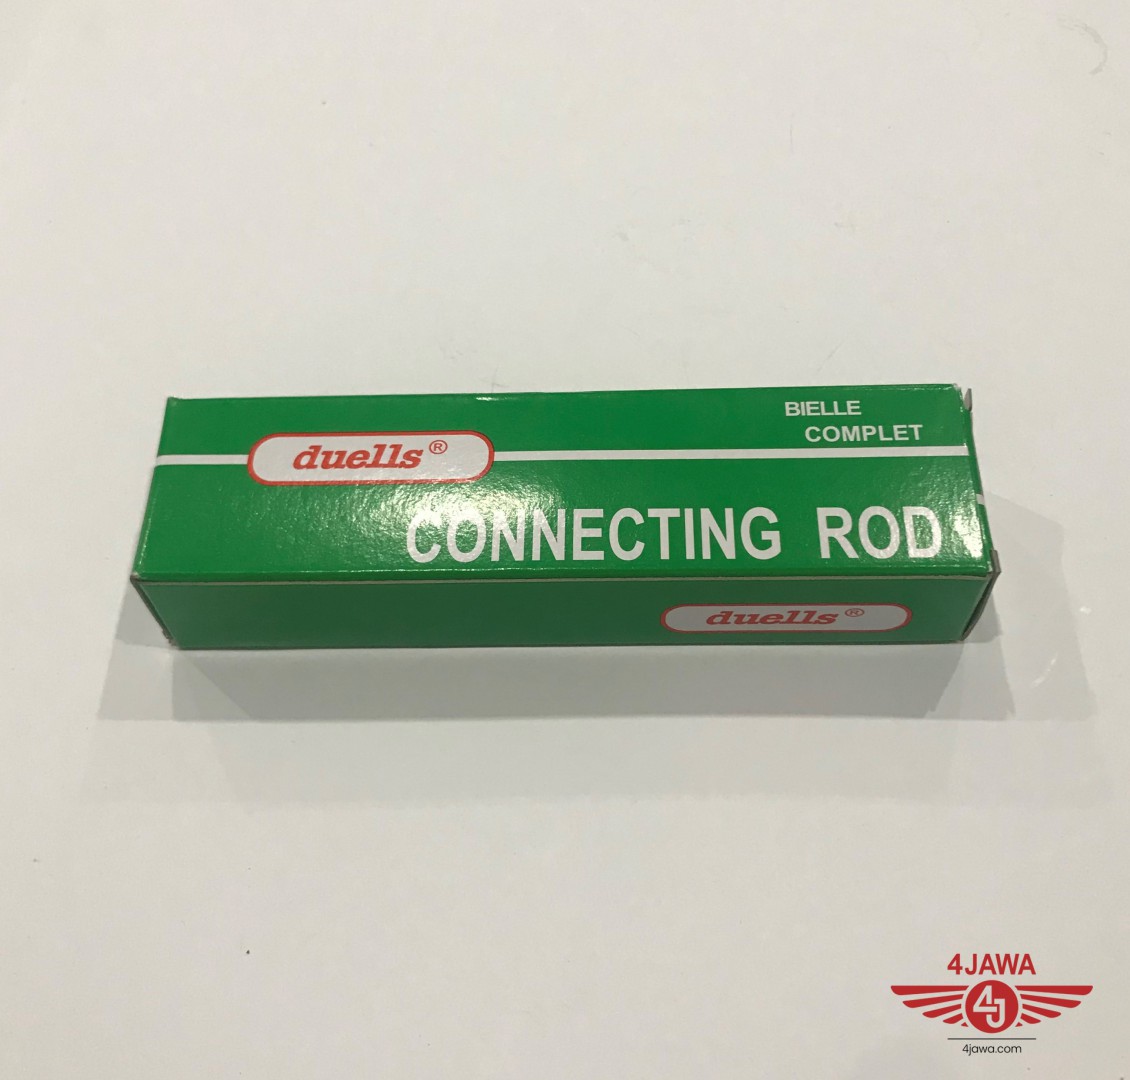 BIELLE
COMPLET
duells®
CONNECTING ROD
duells®
4JAWA
4J
4jawa.com